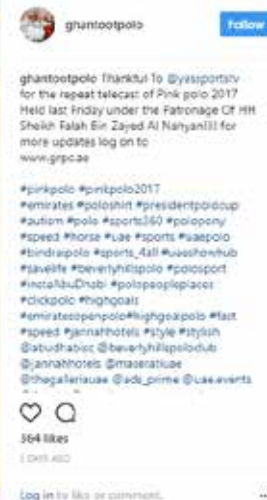 ghantootpolo
Follow
ghantootpolo Thankful To @yassportstv
for the repeat telecast of Pink polo 2017
Held last Friday under the Patronage Of HH
Sheikh Falah Bin Zayed Al Nahyan!!!! for
more updates log on to
www.grpc.ae
#pinkpolo #pinkpolo2017
#emirates #poloshirt #presidentpolocup
#autism #polo #sports360 #polopony
#speed #horse #uae #sports #uaepolo
#bindraipolo #sports_4all #uaeshowhub
#savelife #beverlyhillspolo #polosport
#instaAbuDhabi #polopeopleplaces
#clickpolo #highgoals
#emiratesopenpolo#highgoalpolo #fast
#speed #jannahhotels #style #stylish
@beverlyhillspoloclub
@jannahhotels @maseratiuae
@thegalleriauae @ads_prime @uae.events
364 likes
5 DAYS AGO
Log in to like or comment.